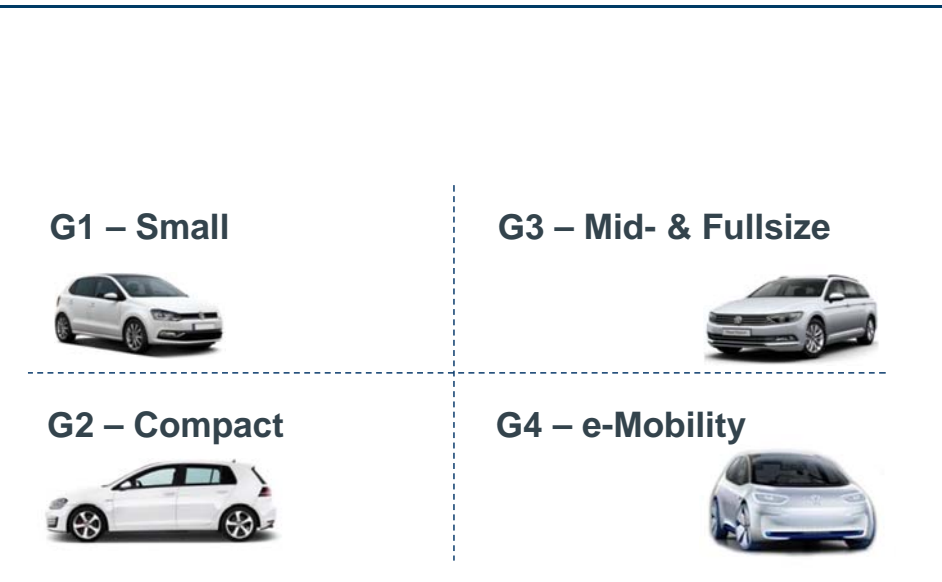 G1 – Small
G3 – Mid- & Fullsize
G2 – Compact
G4 – e-Mobility